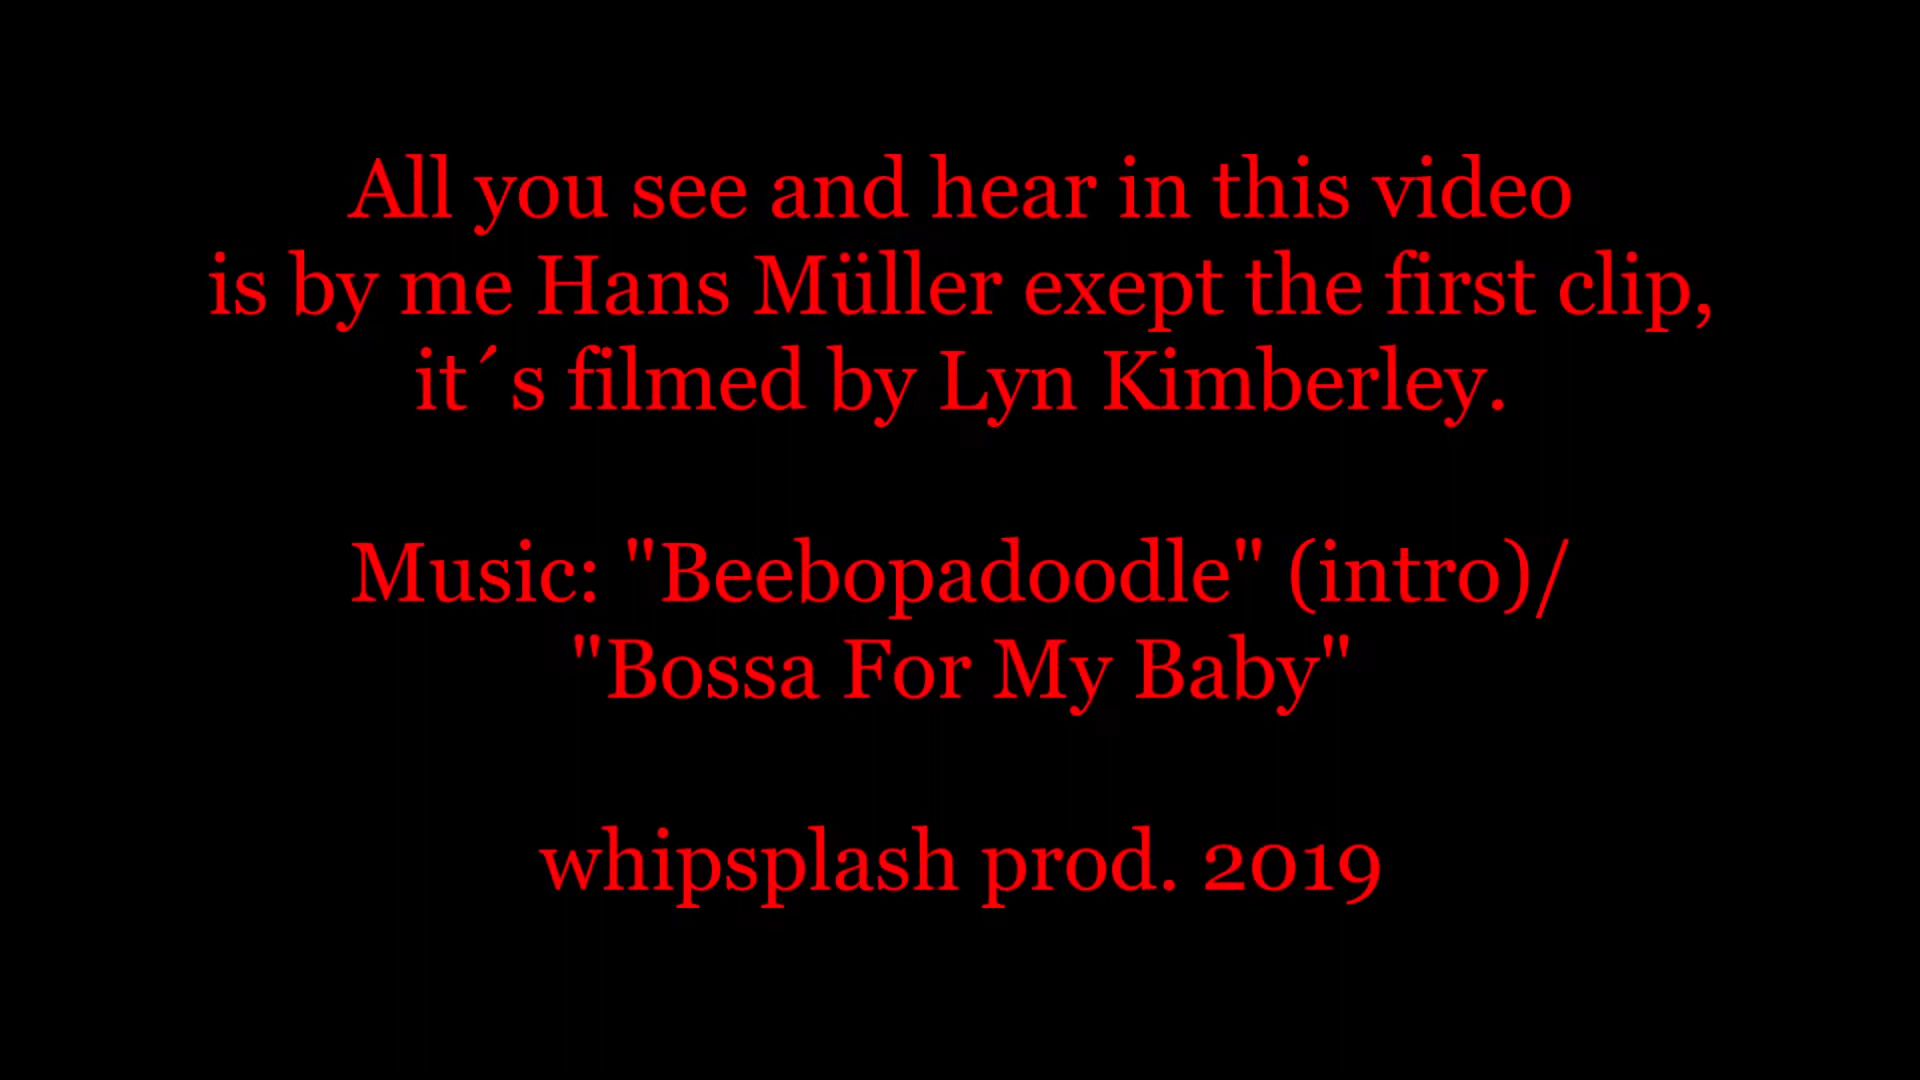 All you see and hear in this video
is by me Hans Müller exept the first clip,
it´s filmed by Lyn Kimberley.
Music: "Beebopadoodle" (intro)/
"Bossa For My Baby"
whipsplash prod. 2019